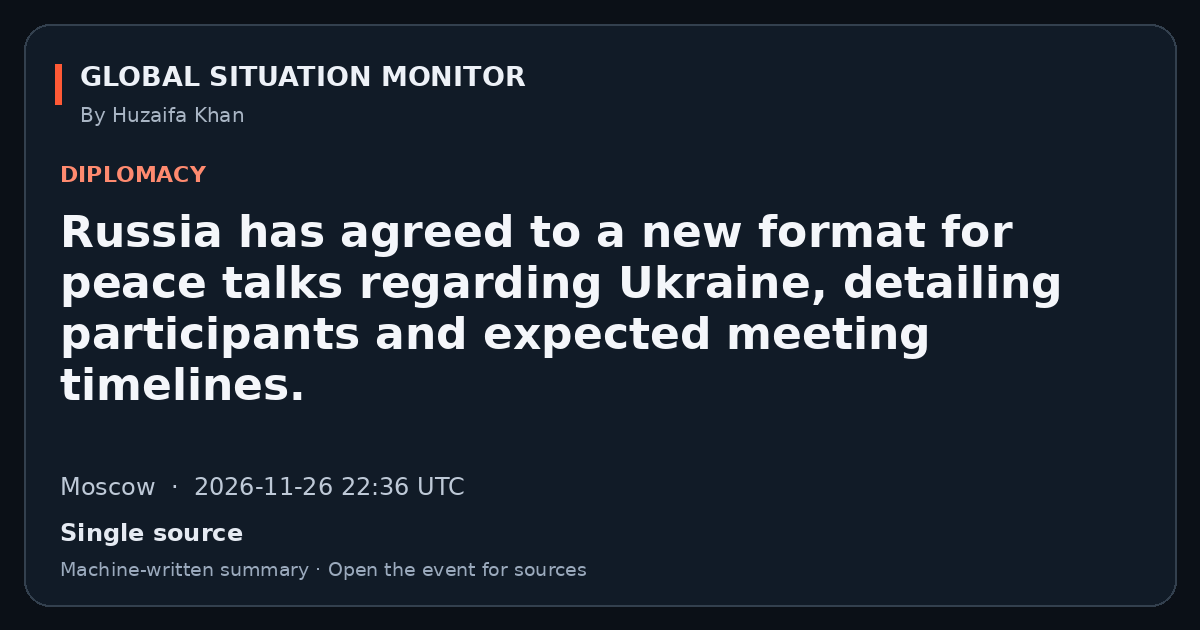 GLOBAL SITUATION MONITOR
By Huzaifa Khan
DIPLOMACY
Russia has agreed to a new format for
peace talks regarding Ukraine, detailing
participants and expected meeting
timelines.
Moscow · 2026-11-26 22:36 UTC
Single source
Machine-written summary · Open the event for sources